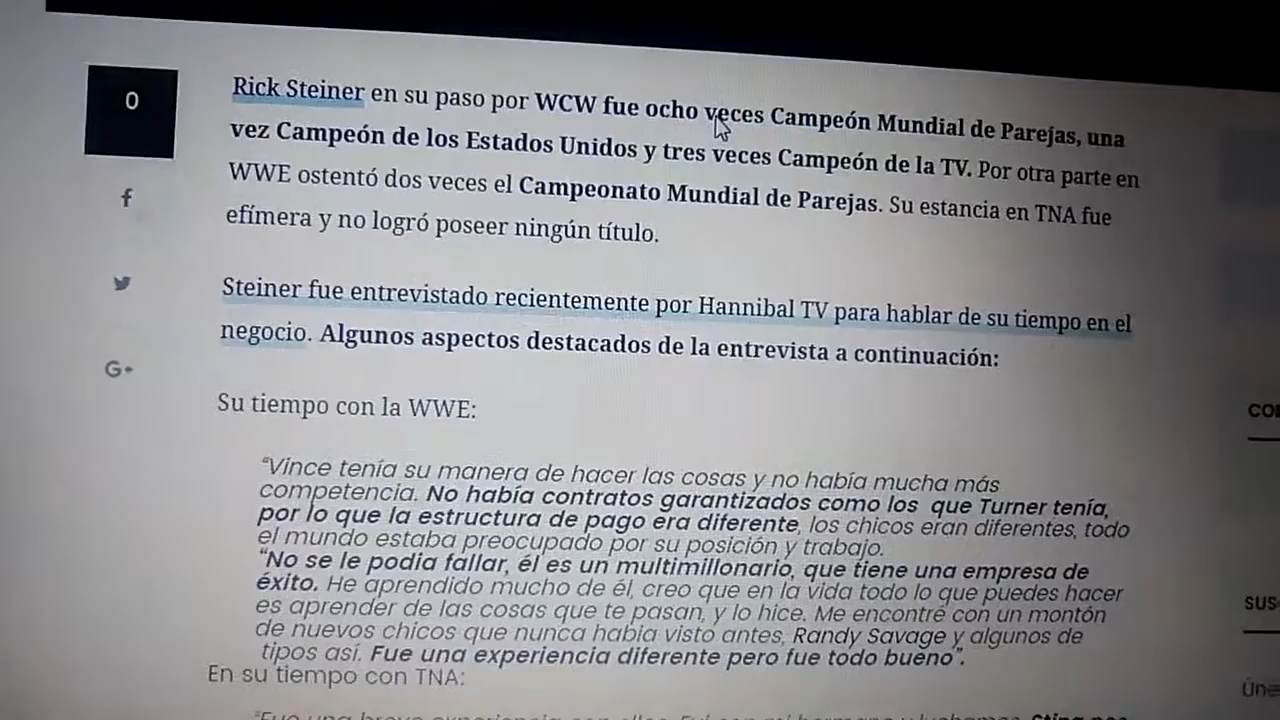 0
Rick Steiner en su paso por WCW fue ocho veces Campeón Mundial de Parejas, una
vez Campeón de los Estados Unidos y tres veces Campeón de la TV. Por otra parte en
WWE ostentó dos veces el Campeonato Mundial de Parejas. Su estancia en TNA fue
efímera y no logró poseer ningún título.
Steiner fue entrevistado recientemente por Hannibal TV para hablar de su tiempo en el
negocio. Algunos aspectos destacados de la entrevista a continuación:
Su tiempo con la WWE:
“Vince tenía su manera de hacer las cosas y no había mucha más
competencia. No había contratos garantizados como los que Turner tenía,
por lo que la estructura de pago era diferente, los chicos eran diferentes, todo
el mundo estaba preocupado por su posición y trabajo.
“No se le podia fallar, él es un multimillonario, que tiene una empresa de
éxito. He aprendido mucho de él, creo que en la vida todo lo que puedes hacer
es aprender de las cosas que te pasan, y lo hice. Me encontré con un montón
de nuevos chicos que nunca habia visto antes, Randy Savage y algunos de
tipos así. Fue una experiencia diferente pero fue todo bueno”.
En su tiempo con TNA:
f
G+